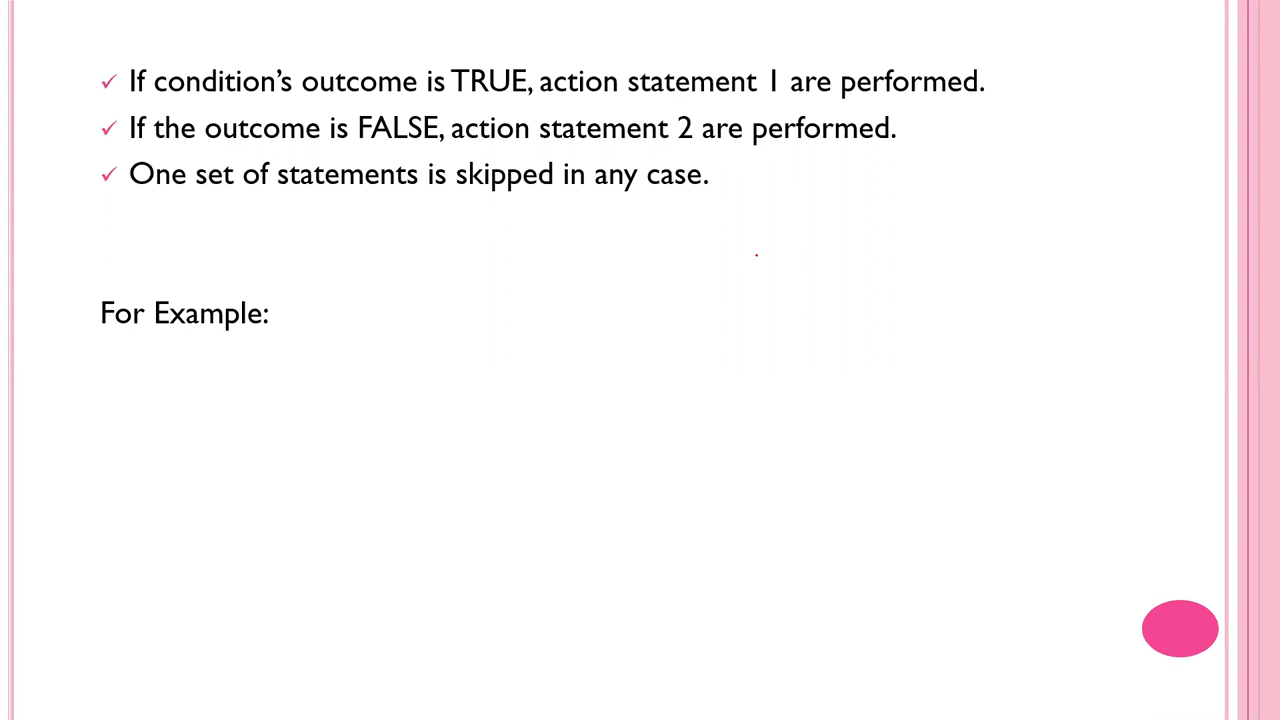 ✓ If condition’s outcome is TRUE, action statement 1 are performed.
✓ If the outcome is FALSE, action statement 2 are performed.
✓ One set of statements is skipped in any case.
For Example: